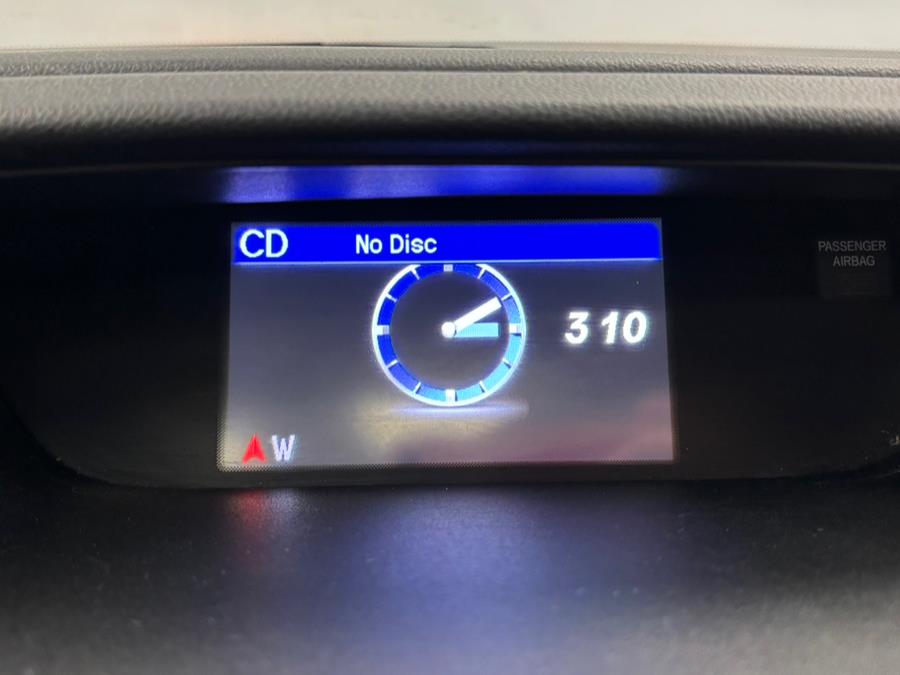 CD No Disc
PASSENGER
AIRBAG
3 10
W